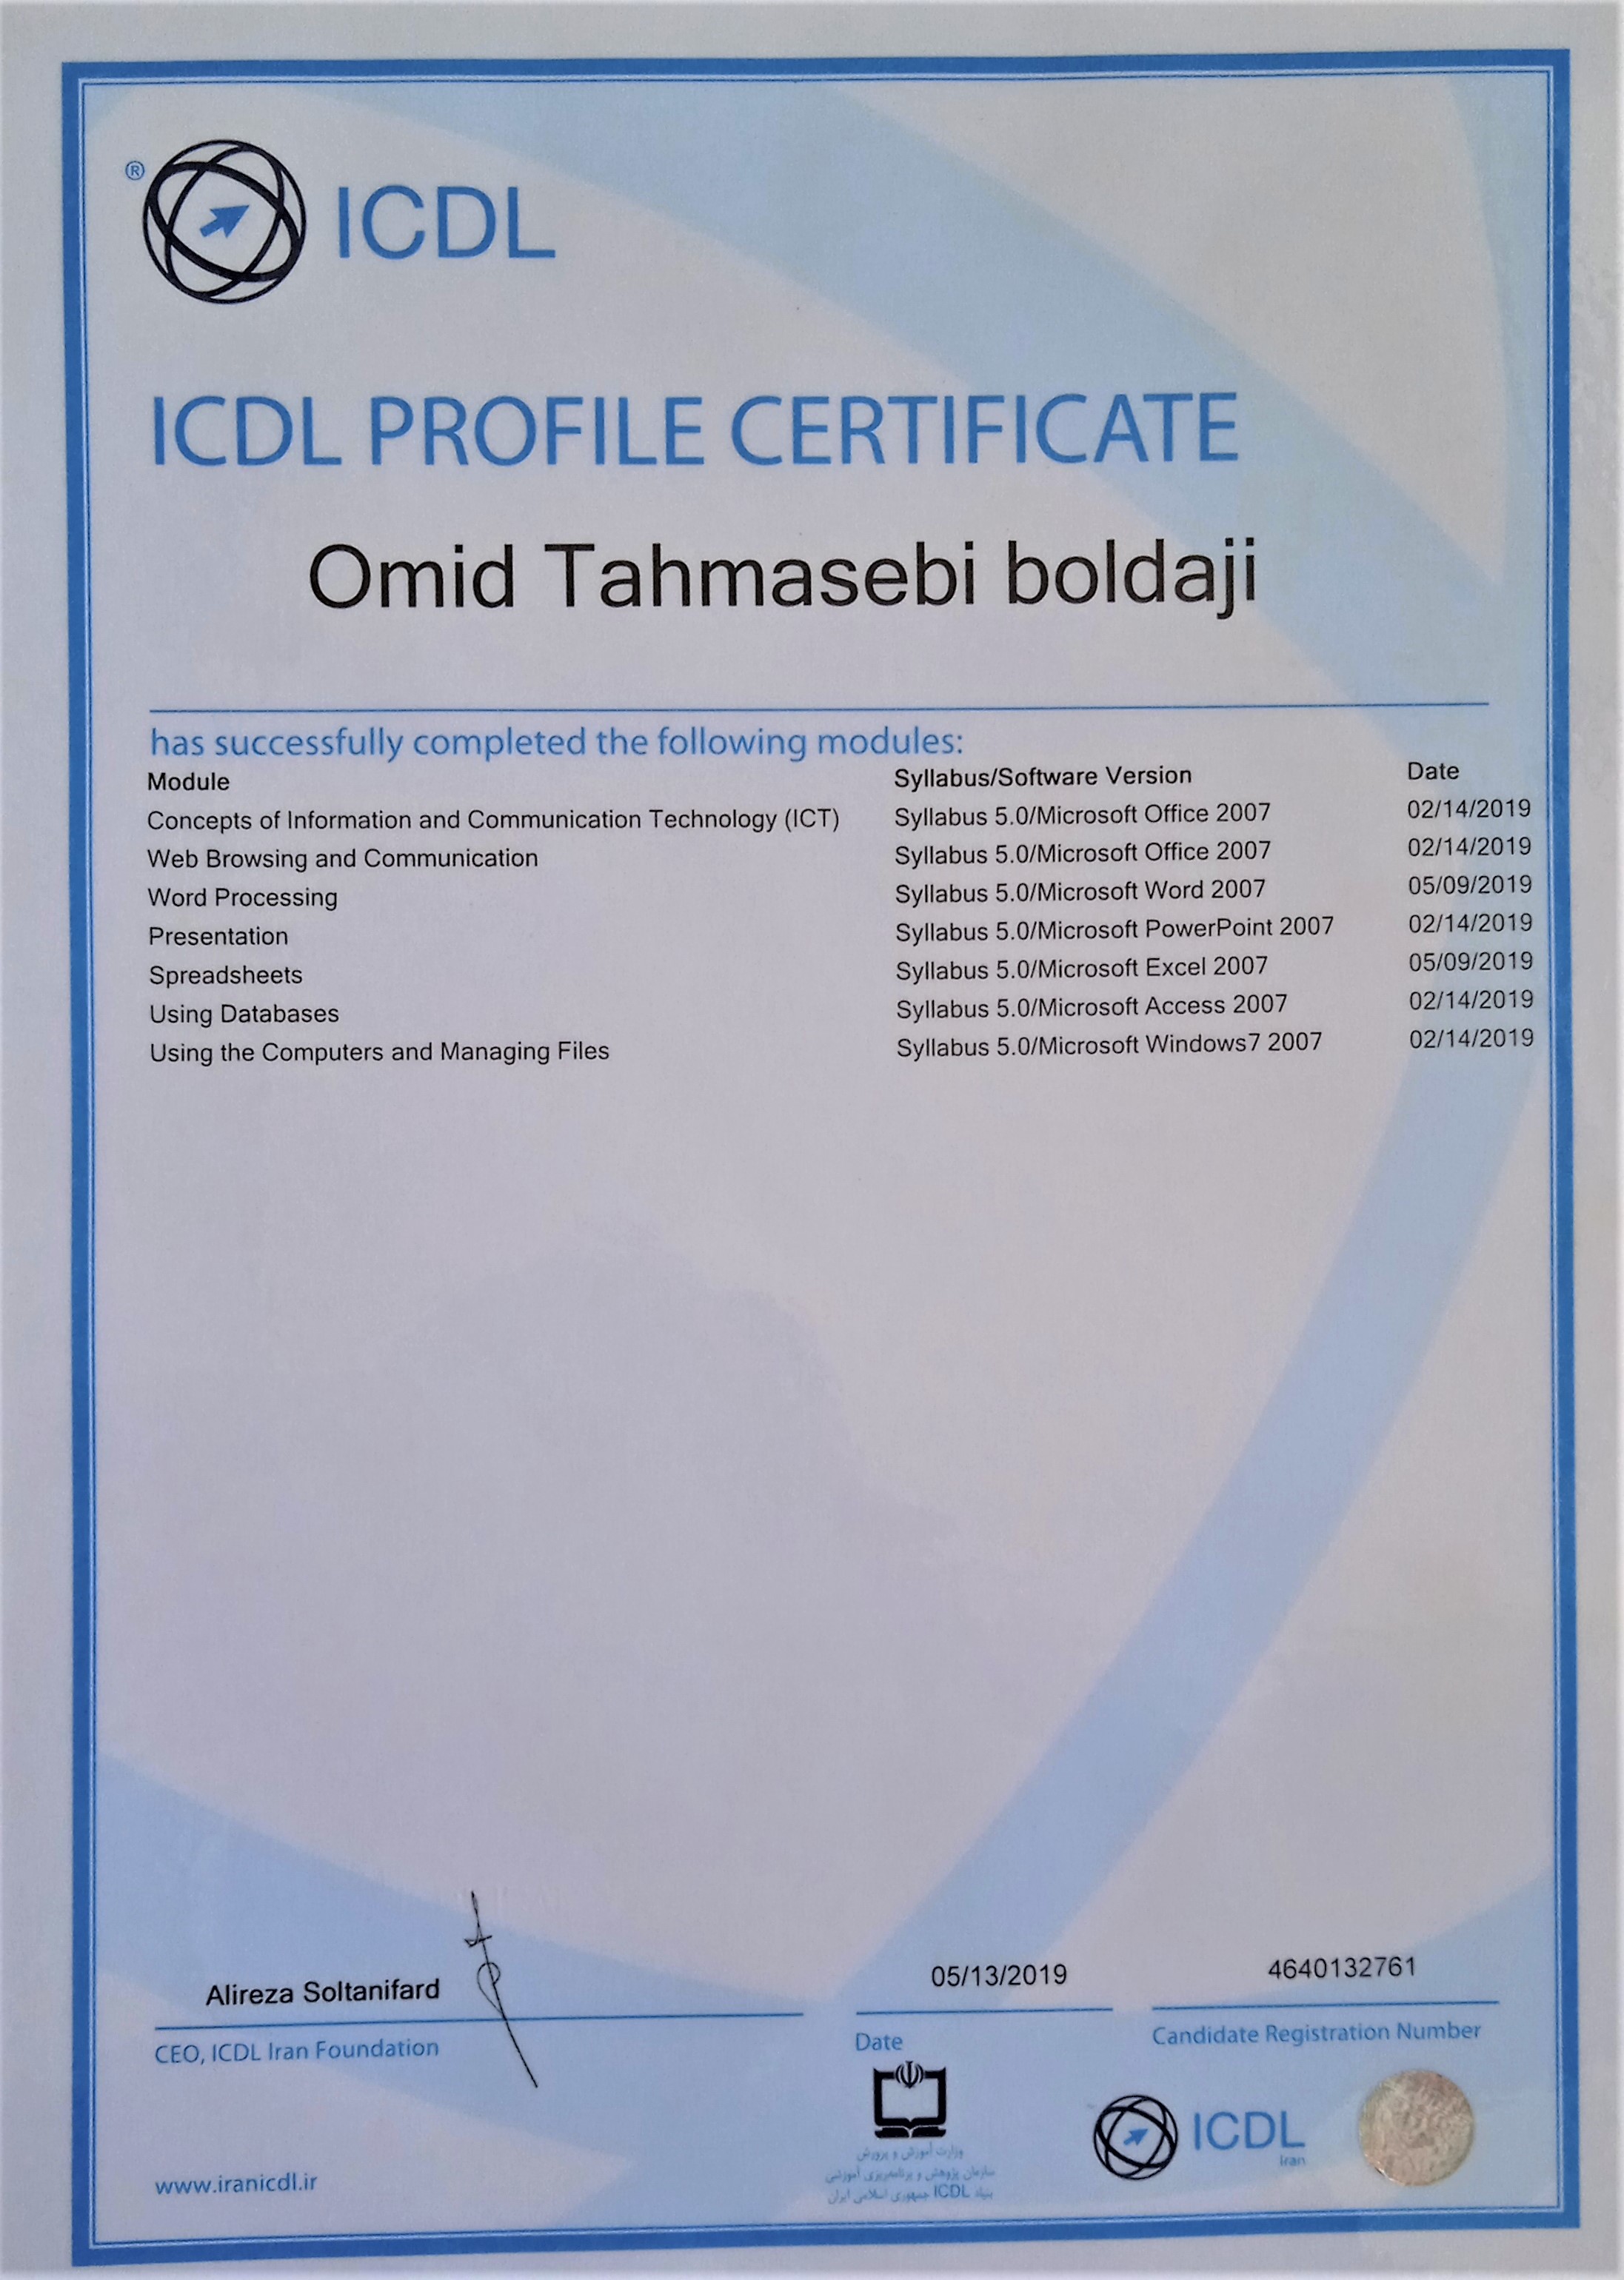 ®
ICDL
ICDL PROFILE CERTIFICATE
Omid Tahmasebi boldaji
has successfully completed the following modules:
Module Syllabus/Software Version Date
Concepts of Information and Communication Technology (ICT) Syllabus 5.0/Microsoft Office 2007 02/14/2019
Web Browsing and Communication Syllabus 5.0/Microsoft Office 2007 02/14/2019
Word Processing Syllabus 5.0/Microsoft Word 2007 05/09/2019
Presentation Syllabus 5.0/Microsoft PowerPoint 2007 02/14/2019
Spreadsheets Syllabus 5.0/Microsoft Excel 2007 05/09/2019
Using Databases Syllabus 5.0/Microsoft Access 2007 02/14/2019
Using the Computers and Managing Files Syllabus 5.0/Microsoft Windows7 2007 02/14/2019
Alireza Soltanifard 05/13/2019 4640132761
CEO, ICDL Iran Foundation Date Candidate Registration Number
وزارت آموزش و پرورش
سازمان پژوهش و برنامه‌ریزی آموزشی
بنیاد ICDL جمهوری اسلامی ایران
ICDL
Iran
www.iranicdl.ir